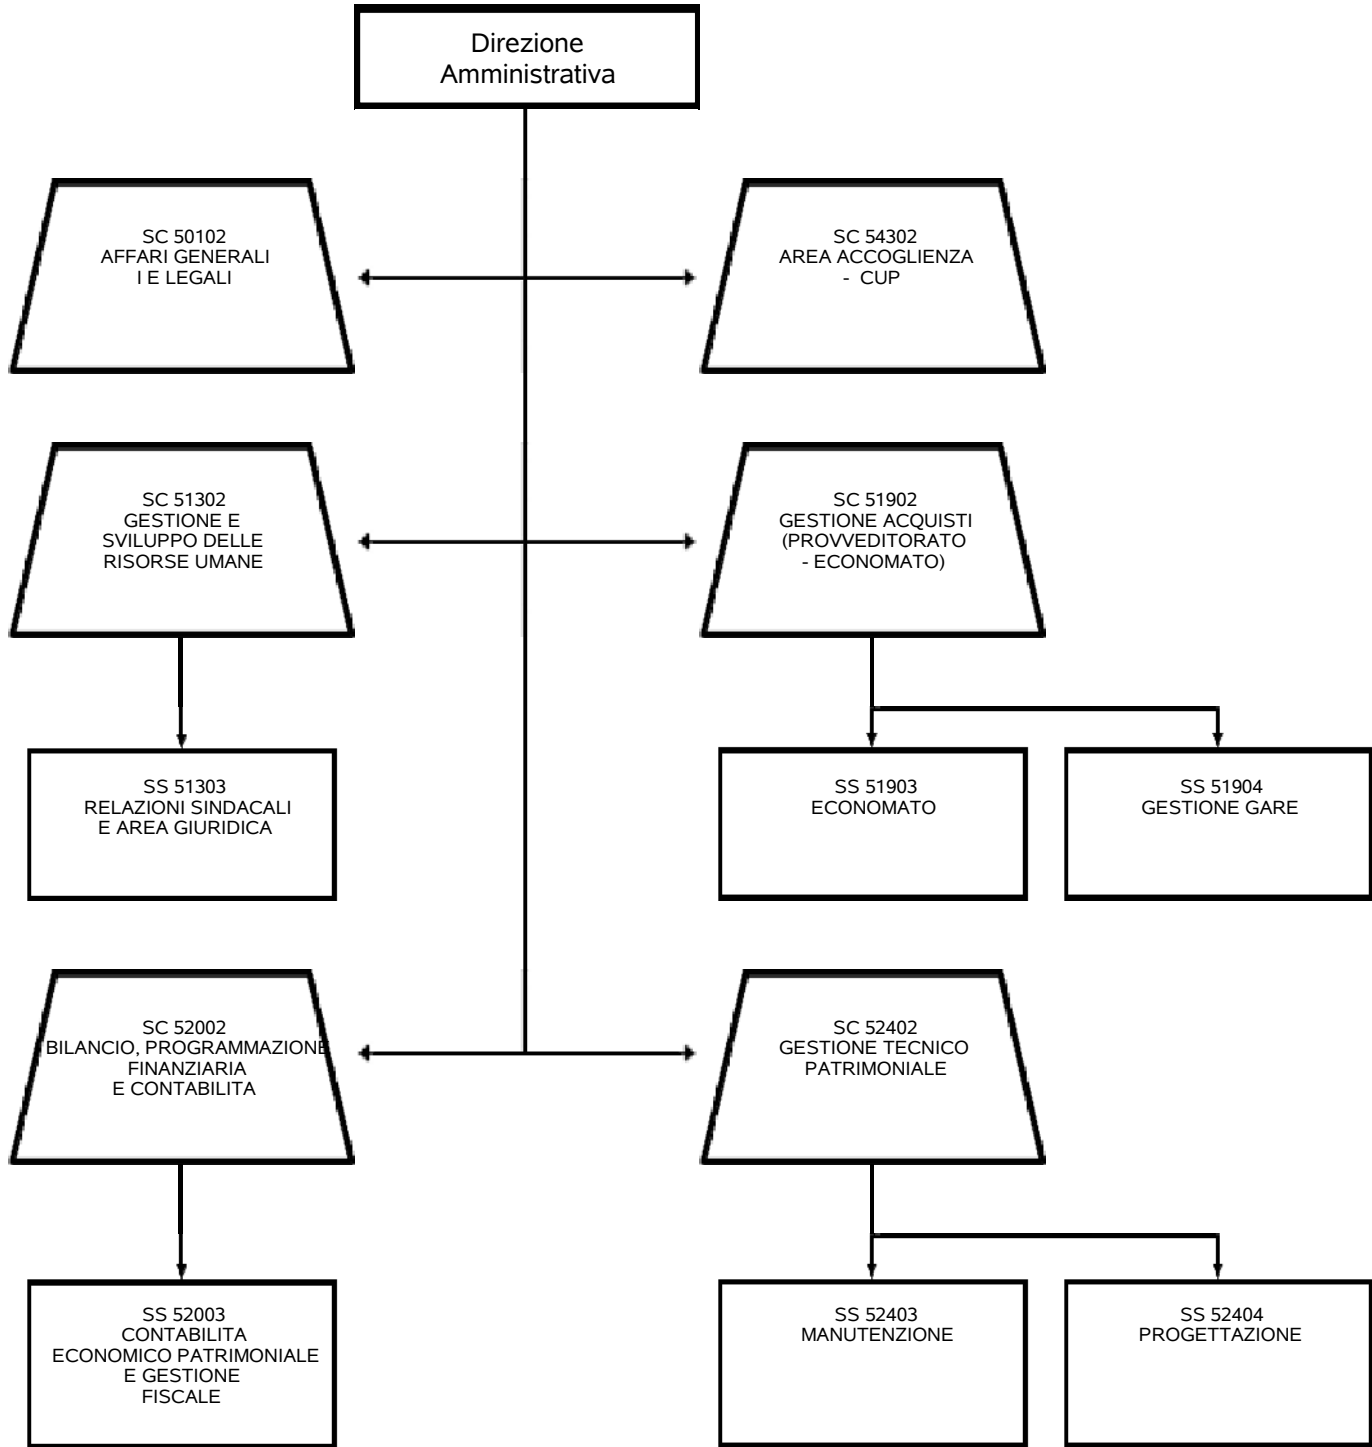 Direzione
Amministrativa
SC 50102
AFFARI GENERALI
I E LEGALI
SC 54302
AREA ACCOGLIENZA
- CUP
SC 51302
GESTIONE E
SVILUPPO DELLE
RISORSE UMANE
SC 51902
GESTIONE ACQUISTI
(PROVVEDITORATO
- ECONOMATO)
SS 51303
RELAZIONI SINDACALI
E AREA GIURIDICA
SS 51903
ECONOMATO
SS 51904
GESTIONE GARE
SC 52002
BILANCIO, PROGRAMMAZIONE
FINANZIARIA
E CONTABILITA
SC 52402
GESTIONE TECNICO
PATRIMONIALE
SS 52003
CONTABILITA
ECONOMICO PATRIMONIALE
E GESTIONE
FISCALE
SS 52403
MANUTENZIONE
SS 52404
PROGETTAZIONE